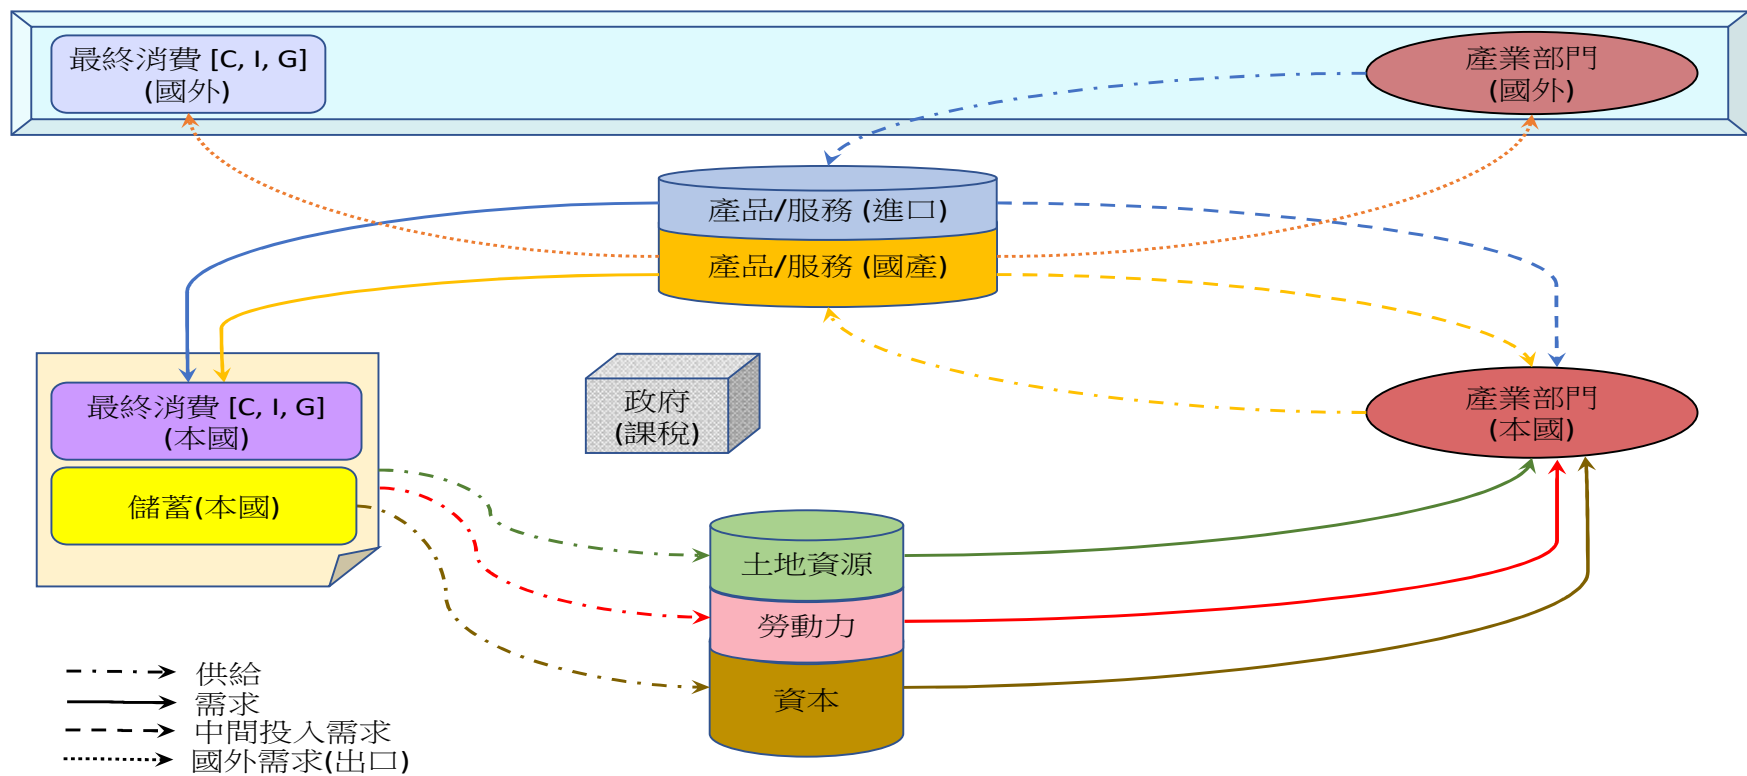 最終消費 [C, I, G]
(國外)
產業部門
(國外)
產品/服務 (進口)
產品/服務 (國產)
最終消費 [C, I, G]
(本國)
儲蓄(本國)
政府
(課稅)
產業部門
(本國)
土地資源
勞動力
資本
供給
需求
中間投入需求
國外需求(出口)